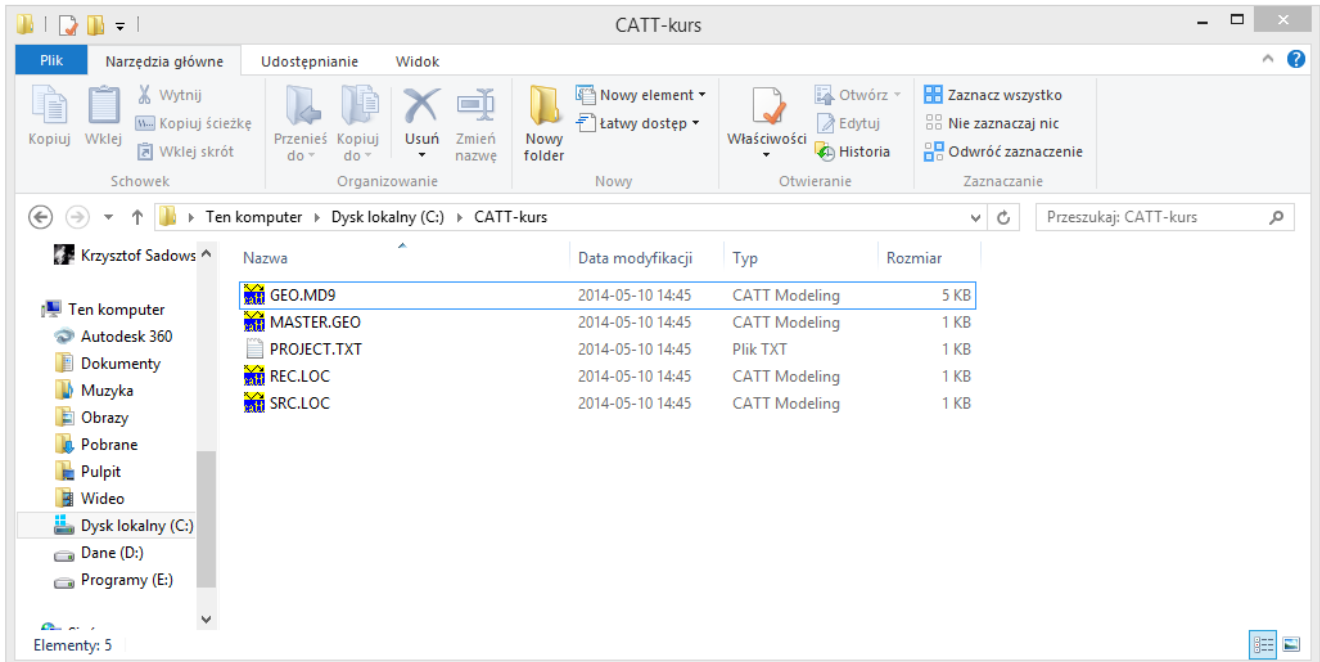 CATT-kurs
Plik Narzędzia główne Udostępnianie Widok
Kopiuj
Wklej
Wytnij
Kopiuj ścieżkę
Wklej skrót
Schowek
Przenieś do
Kopiuj do
Usuń
Zmień nazwę
Organizowanie
Nowy folder
Nowy element
Łatwy dostęp
Nowy
Właściwości
Otwórz
Edytuj
Historia
Otwieranie
Zaznacz wszystko
Nie zaznaczaj nic
Odwróć zaznaczenie
Zaznaczanie
Ten komputer Dysk lokalny (C:) CATT-kurs
Przeszukaj: CATT-kurs
Krzysztof Sadows
Ten komputer
Autodesk 360
Dokumenty
Muzyka
Obrazy
Pobrane
Pulpit
Wideo
Dysk lokalny (C:)
Dane (D:)
Programy (E:)
Nazwa Data modyfikacji Typ Rozmiar
GEO.MD9 2014-05-10 14:45 CATT Modeling 5 KB
MASTER.GEO 2014-05-10 14:45 CATT Modeling 1 KB
PROJECT.TXT 2014-05-10 14:45 Plik TXT 1 KB
REC.LOC 2014-05-10 14:45 CATT Modeling 1 KB
SRC.LOC 2014-05-10 14:45 CATT Modeling 1 KB
Elementy: 5